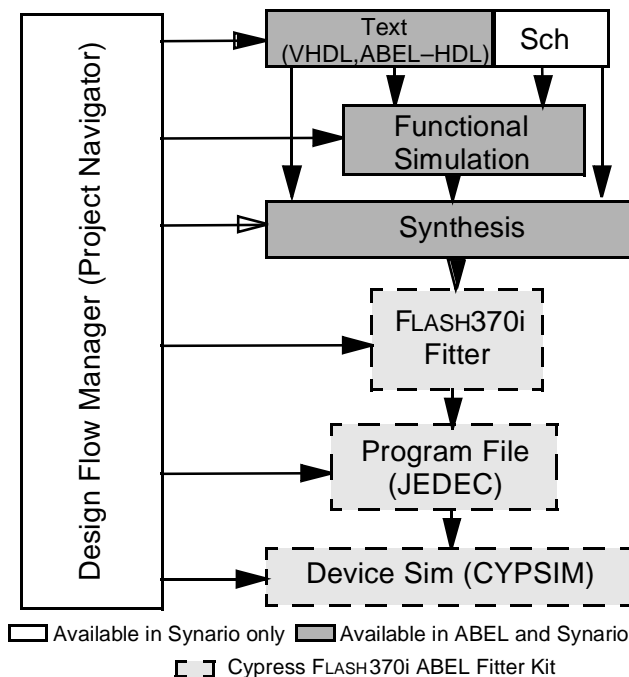 Design Flow Manager (Project Navigator)
Text
(VHDL,ABEL–HDL)
Sch
Functional
Simulation
Synthesis
FLASH370i
Fitter
Program File
(JEDEC)
Device Sim (CYPSIM)
Available in Synario only
Available in ABEL and Synario
Cypress FLASH370i ABEL Fitter Kit